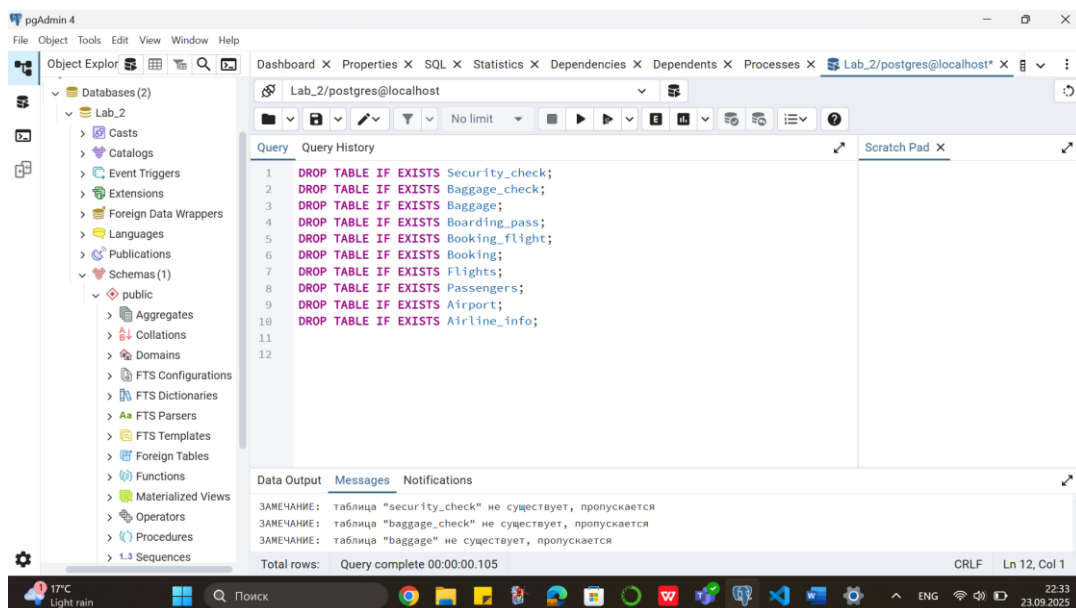 pgAdmin 4
File Object Tools Edit View Window Help
Object Explor
Dashboard Properties SQL Statistics Dependencies Dependents Processes Lab_2/postgres@localhost*
Databases (2)
Lab_2
Casts
Catalogs
Event Triggers
Extensions
Foreign Data Wrappers
Languages
Publications
Schemas (1)
public
Aggregates
Collations
Domains
FTS Configurations
FTS Dictionaries
Aa FTS Parsers
FTS Templates
Foreign Tables
Functions
Materialized Views
Operators
Procedures
1..3 Sequences
Lab_2/postgres@localhost
No limit
Query Query History
Scratch Pad
1 DROP TABLE IF EXISTS Security_check;
2 DROP TABLE IF EXISTS Baggage_check;
3 DROP TABLE IF EXISTS Baggage;
4 DROP TABLE IF EXISTS Boarding_pass;
5 DROP TABLE IF EXISTS Booking_flight;
6 DROP TABLE IF EXISTS Booking;
7 DROP TABLE IF EXISTS Flights;
8 DROP TABLE IF EXISTS Passengers;
9 DROP TABLE IF EXISTS Airport;
10 DROP TABLE IF EXISTS Airline_info;
11
12
Data Output Messages Notifications
ЗАМЕЧАНИЕ: таблица "security_check" не существует, пропускается
ЗАМЕЧАНИЕ: таблица "baggage_check" не существует, пропускается
ЗАМЕЧАНИЕ: таблица "baggage" не существует, пропускается
Total rows: Query complete 00:00:00.105 CRLF Ln 12, Col 1
1 17°C
Light rain
Поиск
ENG
22:33
23.09.2025